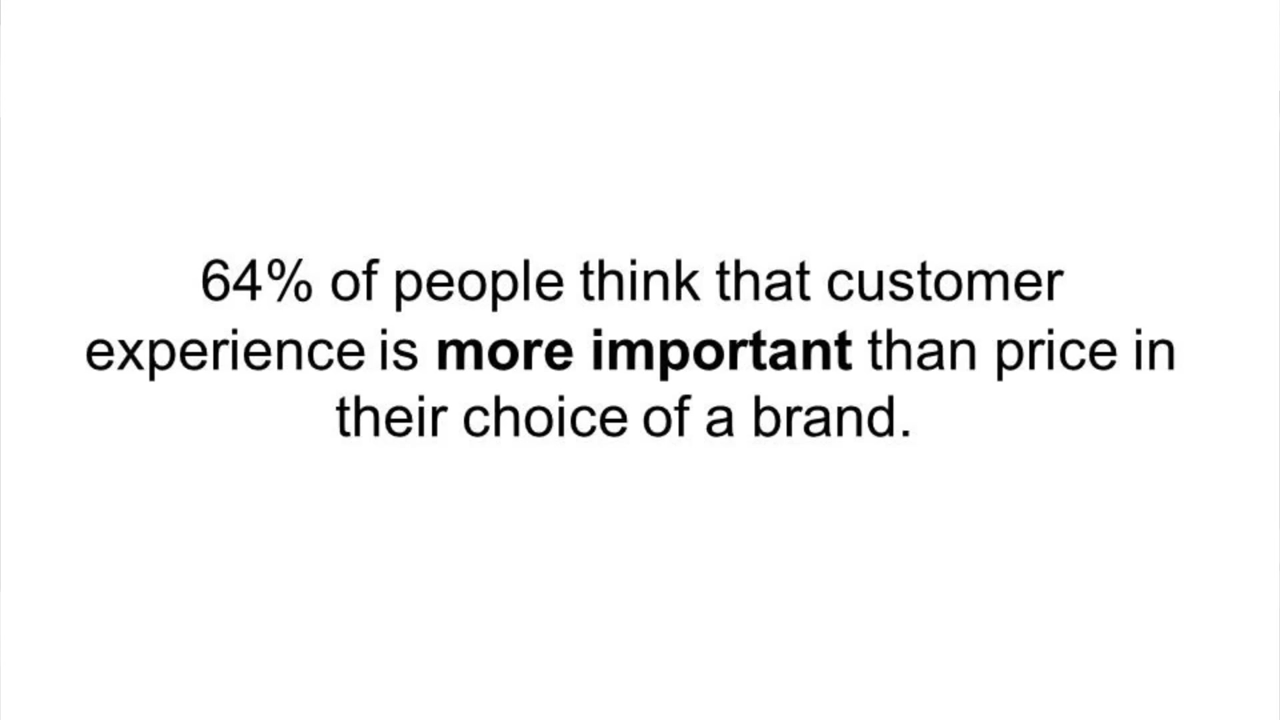 64% of people think that customer
experience is more important than price in
their choice of a brand.